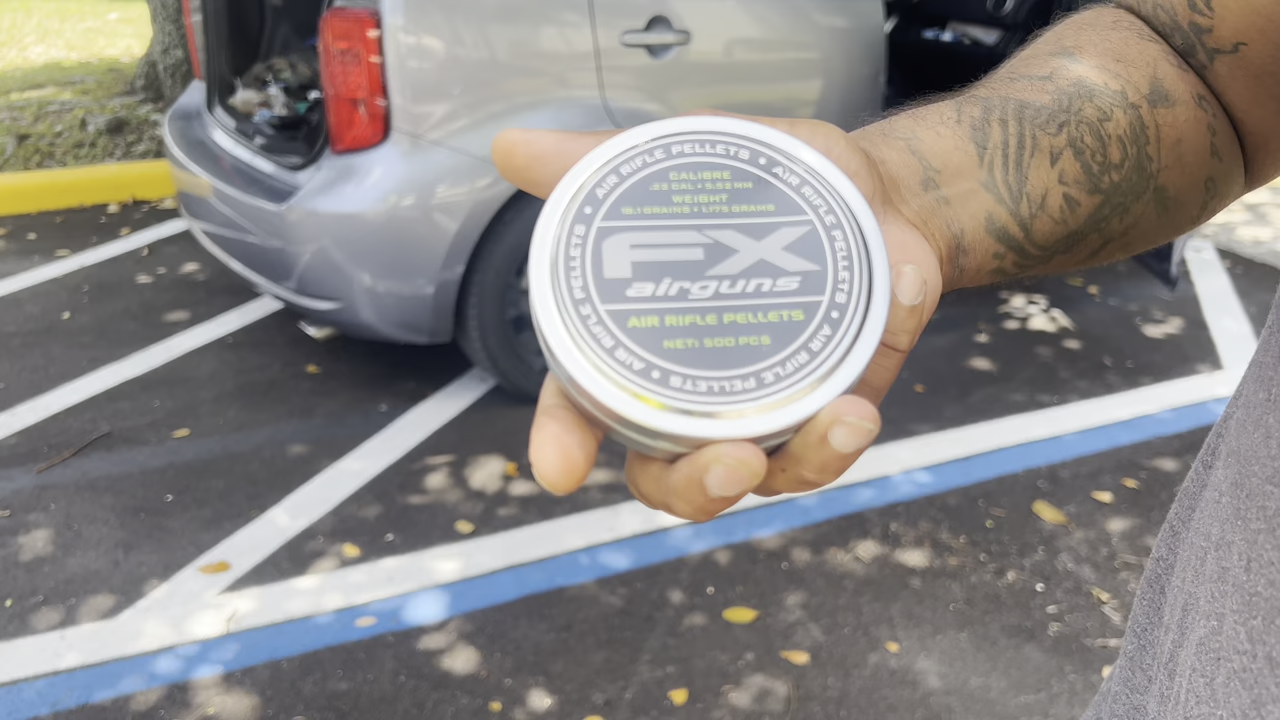 AIR RIFLE PELLETS • AIR RIFLE PELLETS • AIR RIFLE PELLETS • AIR RIFLE PELLETS •
CALIBRE
.22 CAL • 5.52 MM
WEIGHT
18.1 GRAINS • 1.175 GRAMS
FX
airguns
AIR RIFLE PELLETS
NET: 500 PCS